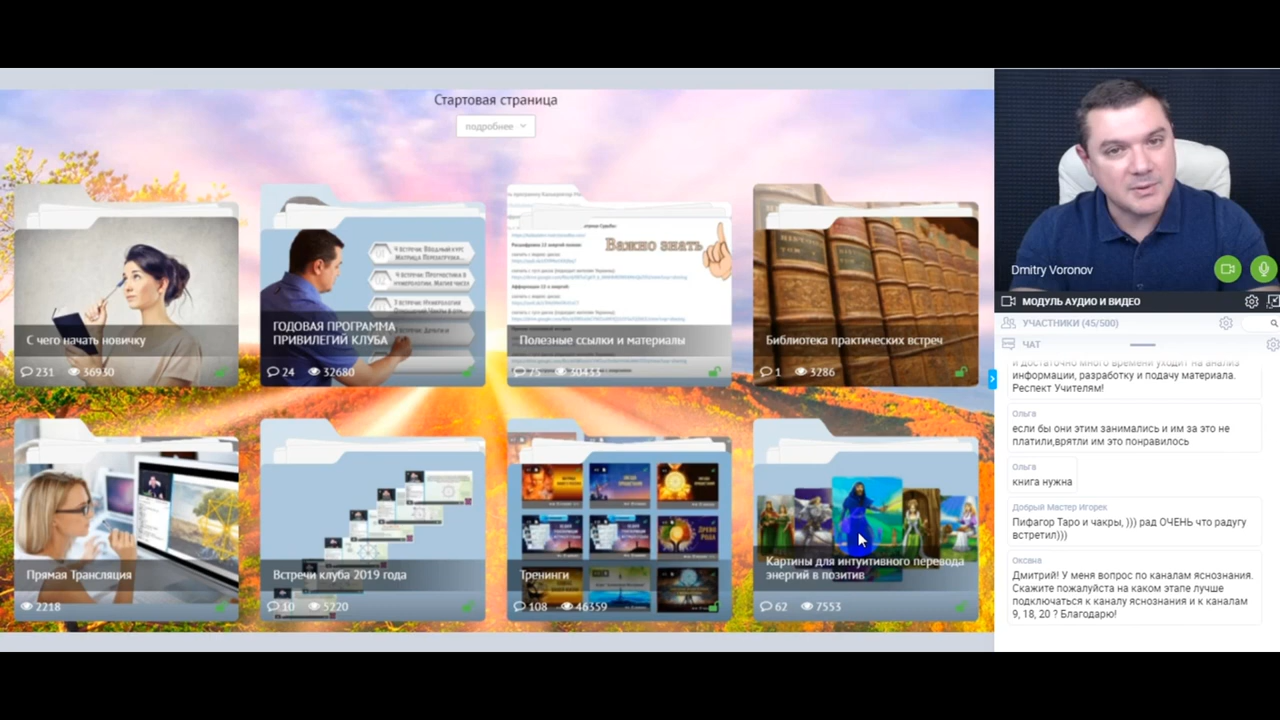 Стартовая страница
подробнее
С чего начать новичку
231 36930
ГОДОВАЯ ПРОГРАММА
ПРИВИЛЕГИЙ КЛУБА
24 32680
Важно знать
Полезные ссылки и материалы
Библиотека практических встреч
1 3286
Прямая Трансляция
2218
Встречи клуба 2019 года
10 5220
Тренинги
108 46359
Картины для интуитивного перевода
энергий в позитив
62 7553
Dmitry Voronov
МОДУЛЬ АУДИО И ВИДЕО
УЧАСТНИКИ (45/500)
ЧАТ
и достаточно много времени уходит на анализ
информации, разработку и подачу материала.
Респект Учителям!
Ольга
если бы они этим занимались и им за это не
платили,врятли им это понравилось
Ольга
книга нужна
Добрый Мастер Игорек
Пифагор Таро и чакры, ))) рад ОЧЕНЬ что радугу
встретил)))
Оксана
Дмитрий! У меня вопрос по каналам яснознания.
Скажите пожалуйста на каком этапе лучше
подключаться к каналу яснознания и к каналам
9, 18, 20 ? Благодарю!